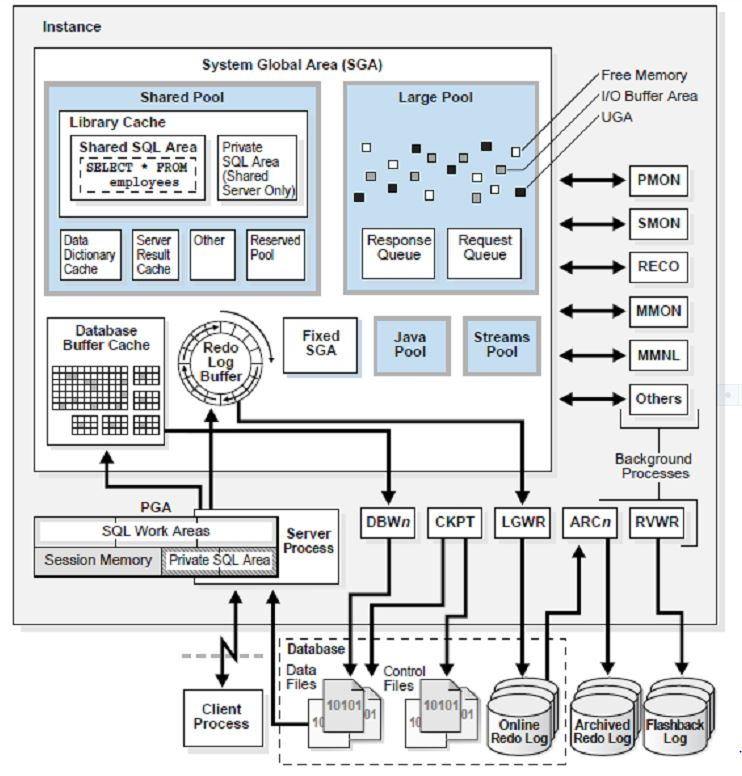 Instance
System Global Area (SGA)
Shared Pool
Library Cache
Shared SQL Area
SELECT * FROM
employees
Private
SQL Area
(Shared
Server Only)
Data
Dictionary
Cache
Server
Result
Cache
Other
Reserved
Pool
Large Pool
Response
Queue
Request
Queue
Free Memory
I/O Buffer Area
UGA
Database
Buffer Cache
Redo
Log
Buffer
Fixed
SGA
Java
Pool
Streams
Pool
PMON
SMON
RECO
MMON
MMNL
Others
Background
Processes
PGA
SQL Work Areas
Session Memory
Private SQL Area
Server
Process
DBWn
CKPT
LGWR
ARCn
RVWR
Client
Process
Database
Data
Files
10101
10
01
Control
Files
10101
10
01
Online
Redo Log
Archived
Redo Log
Flashback
Log